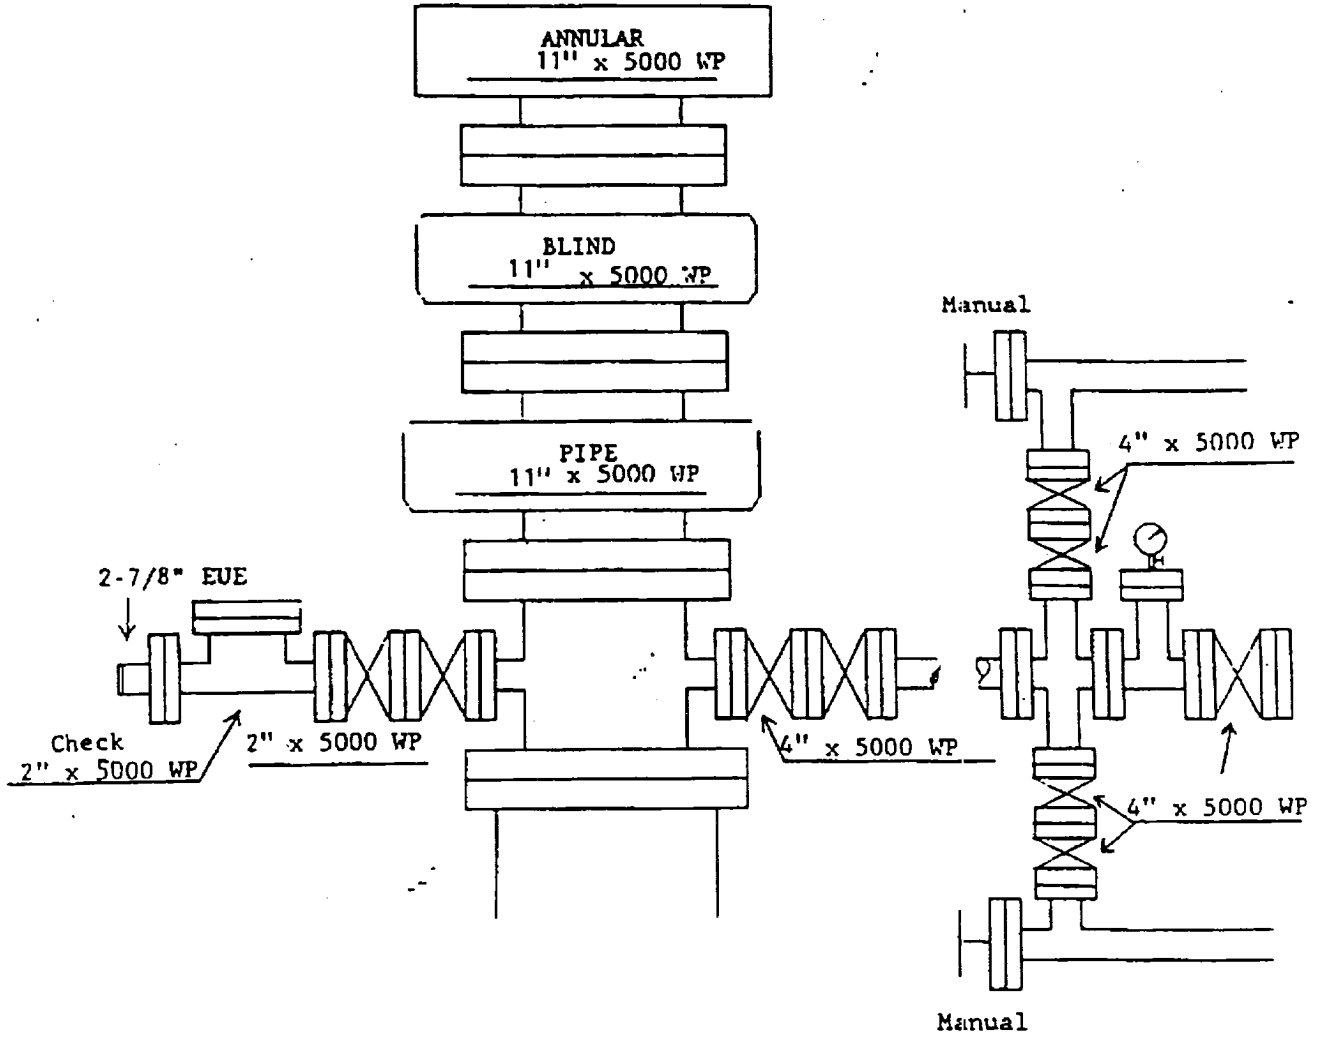 ANNULAR
11" x 5000 WP
BLIND
11" x 5000 WP
PIPE
11" x 5000 WP
2-7/8" EUE
Check
2" x 5000 WP
2" x 5000 WP
4" x 5000 WP
Manual
4" x 5000 WP
4" x 5000 WP
Manual